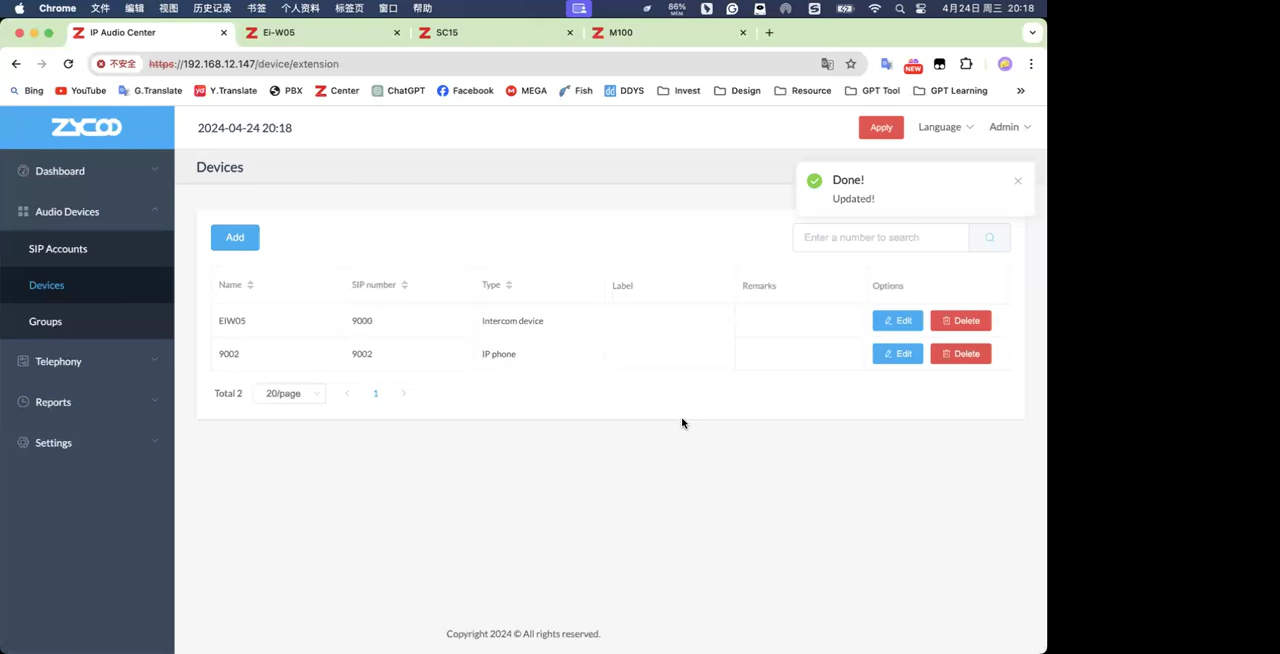 Chrome 文件 编辑 视图 历史记录 书签 个人资料 标签页 窗口 帮助 86% MEM 4月24日 周三 20:18
IP Audio Center Ei-W05 SC15 M100
不安全 https://192.168.12.147/device/extension NEW
Bing YouTube G.Translate Y.Translate PBX Center ChatGPT Facebook MEGA Fish DDYS Invest Design Resource GPT Tool GPT Learning
ZYCOO
2024-04-24 20:18 Apply Language Admin
Dashboard
Audio Devices
SIP Accounts
Devices
Groups
Telephony
Reports
Settings
Devices
Done!
Updated!
Add Enter a number to search
Name SIP number Type Label Remarks Options
EIW05 9000 Intercom device Edit Delete
9002 9002 IP phone Edit Delete
Total 2 20/page 1
Copyright 2024 © All rights reserved.